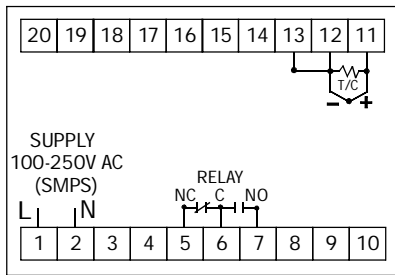 20 19 18 17 16 15 14 13 12 11
T/C
- +
SUPPLY
100-250V AC
(SMPS)
L N
RELAY
NC C NO
1 2 3 4 5 6 7 8 9 10